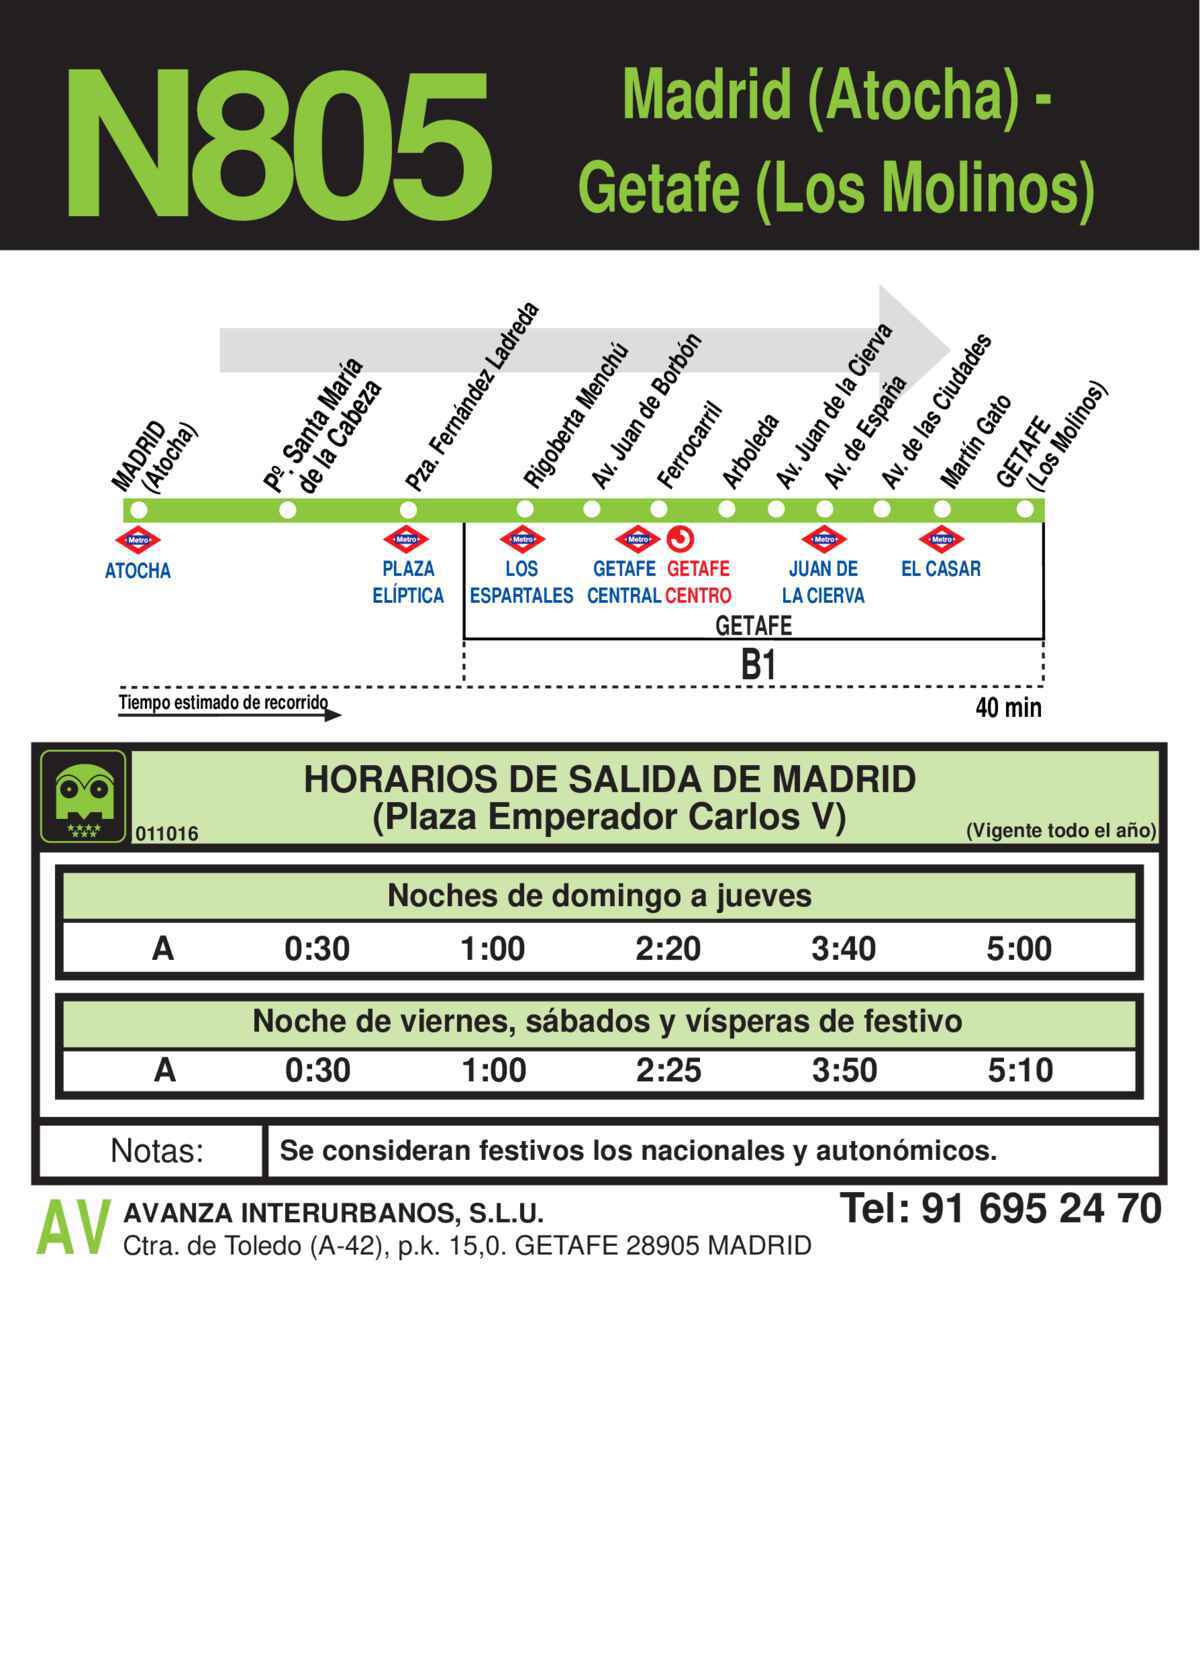 N805
Madrid (Atocha) -
Getafe (Los Molinos)
MADRID
(Atocha)
Pº. Santa María
de la Cabeza
Pza. Fernández Ladreda
Rigoberta Menchú
Av. Juan de Borbón
Ferrocarril
Arboleda
Av. Juan de la Cierva
Av. de España
Av. de las Ciudades
Martín Gato
GETAFE
(Los Molinos)
Metro
Metro
Metro
Metro
Metro
Metro
ATOCHA
PLAZA
ELÍPTICA
LOS
ESPARTALES
GETAFE
CENTRAL
GETAFE
CENTRO
JUAN DE
LA CIERVA
EL CASAR
GETAFE
B1
Tiempo estimado de recorrido
40 min
HORARIOS DE SALIDA DE MADRID
(Plaza Emperador Carlos V)
011016
(Vigente todo el año)
Noches de domingo a jueves
A 0:30 1:00 2:20 3:40 5:00
Noche de viernes, sábados y vísperas de festivo
A 0:30 1:00 2:25 3:50 5:10
Notas: Se consideran festivos los nacionales y autonómicos.
AV
AVANZA INTERURBANOS, S.L.U.
Ctra. de Toledo (A-42), p.k. 15,0. GETAFE 28905 MADRID
Tel: 91 695 24 70